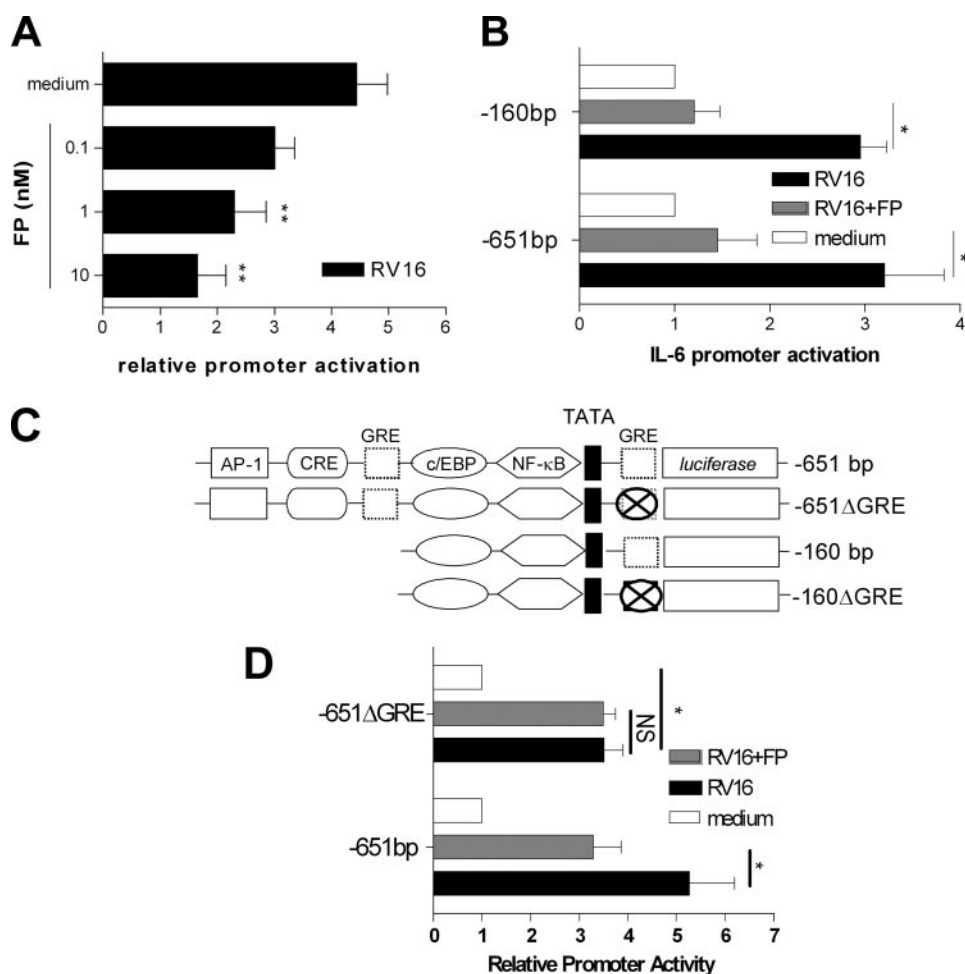 A
medium
0.1
1
10
FP (nM)
**
**
RV16
0 1 2 3 4 5 6
relative promoter activation
B
-160bp
-651bp
*
*
RV16
RV16+FP
medium
0 1 2 3 4
IL-6 promoter activation
C
TATA
GRE GRE
AP-1 CRE c/EBP NF-κB luciferase -651 bp
-651ΔGRE
-160 bp
-160ΔGRE
D
-651ΔGRE
-651bp
NS
*
*
RV16+FP
RV16
medium
0 1 2 3 4 5 6 7
Relative Promoter Activity